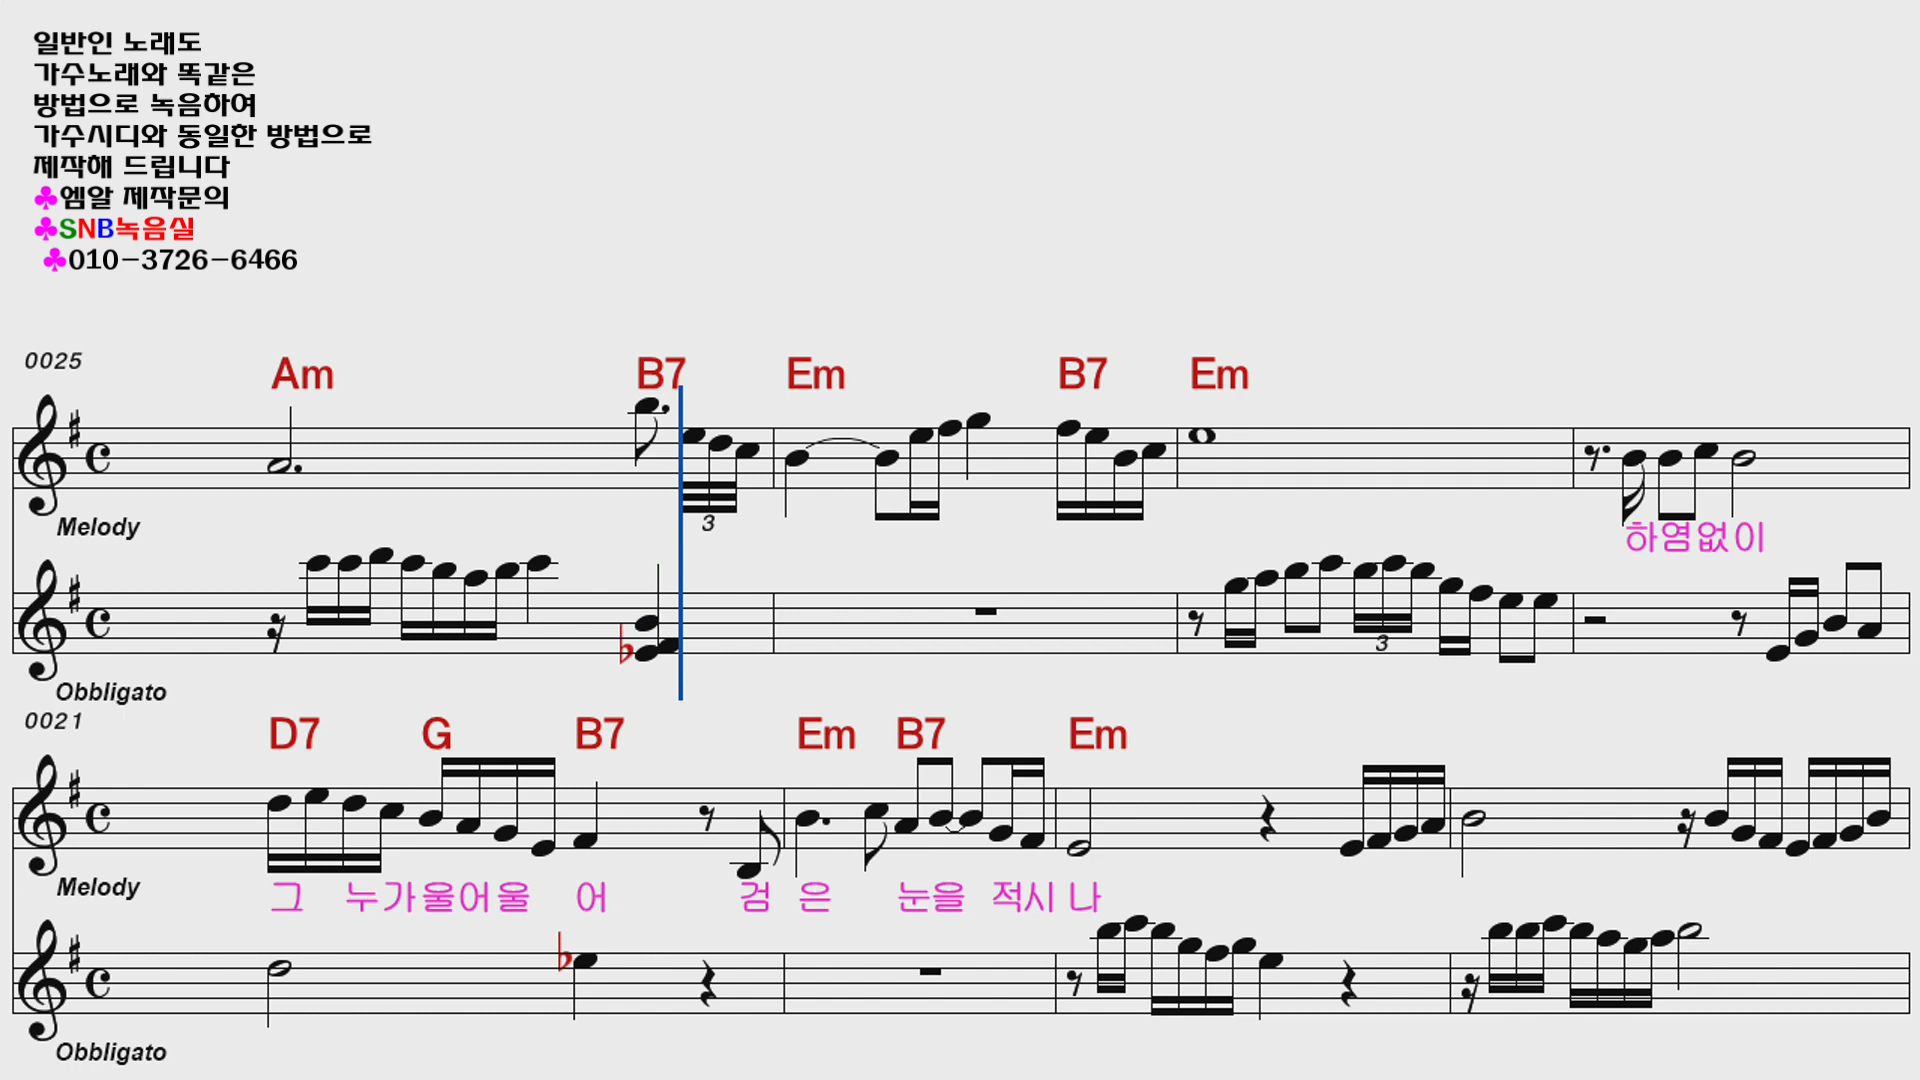 일반인 노래도
가수노래와 똑같은
방법으로 녹음하여
가수시디와 동일한 방법으로
제작해 드립니다
♣엠알 제작문의
♣SNB녹음실
♣010-3726-6466
0025
Am B7 Em B7 Em
3
Melody
하염없이
3
Obbligato
0021
D7 G B7 Em B7 Em
Melody
그 누가울어울 어 검 은 눈을 적시 나
Obbligato